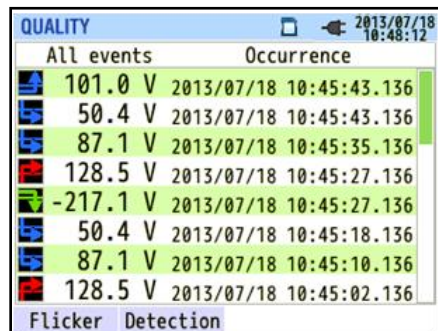 QUALITY 2013/07/18 10:48:12
All events Occurrence
101.0 V 2013/07/18 10:45:43.136
50.4 V 2013/07/18 10:45:43.136
87.1 V 2013/07/18 10:45:35.136
128.5 V 2013/07/18 10:45:27.136
-217.1 V 2013/07/18 10:45:27.136
50.4 V 2013/07/18 10:45:18.136
87.1 V 2013/07/18 10:45:10.136
128.5 V 2013/07/18 10:45:02.136
Flicker Detection